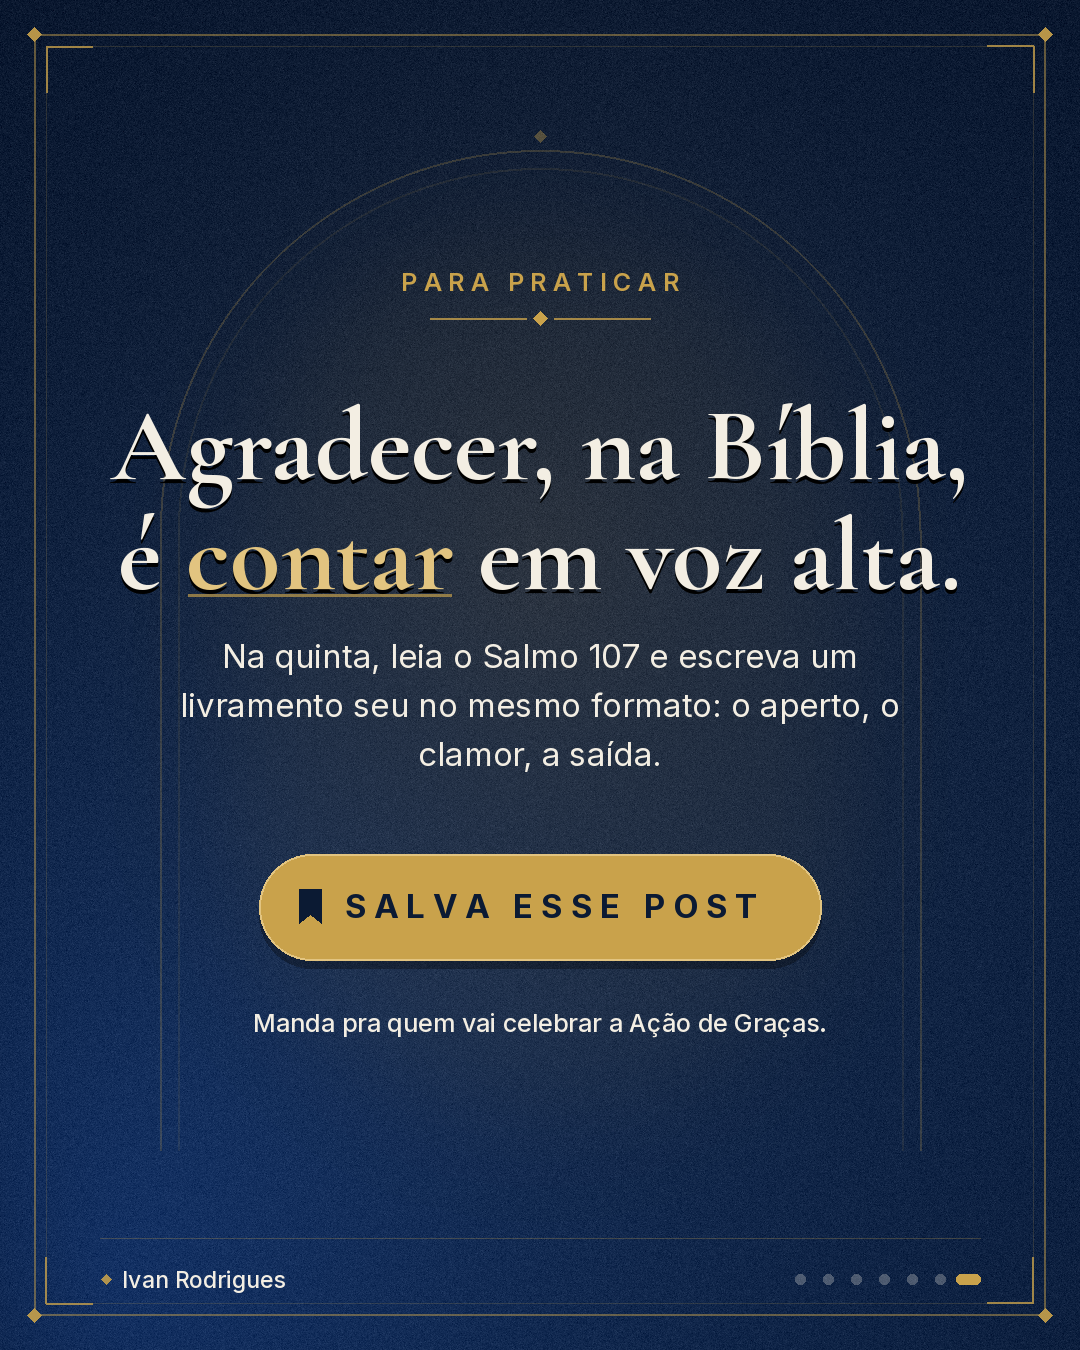 PARA PRATICAR
Agradecer, na Bíblia,
é contar em voz alta.
Na quinta, leia o Salmo 107 e escreva um
livramento seu no mesmo formato: o aperto, o
clamor, a saída.
SALVA ESSE POST
Manda pra quem vai celebrar a Ação de Graças.
Ivan Rodrigues